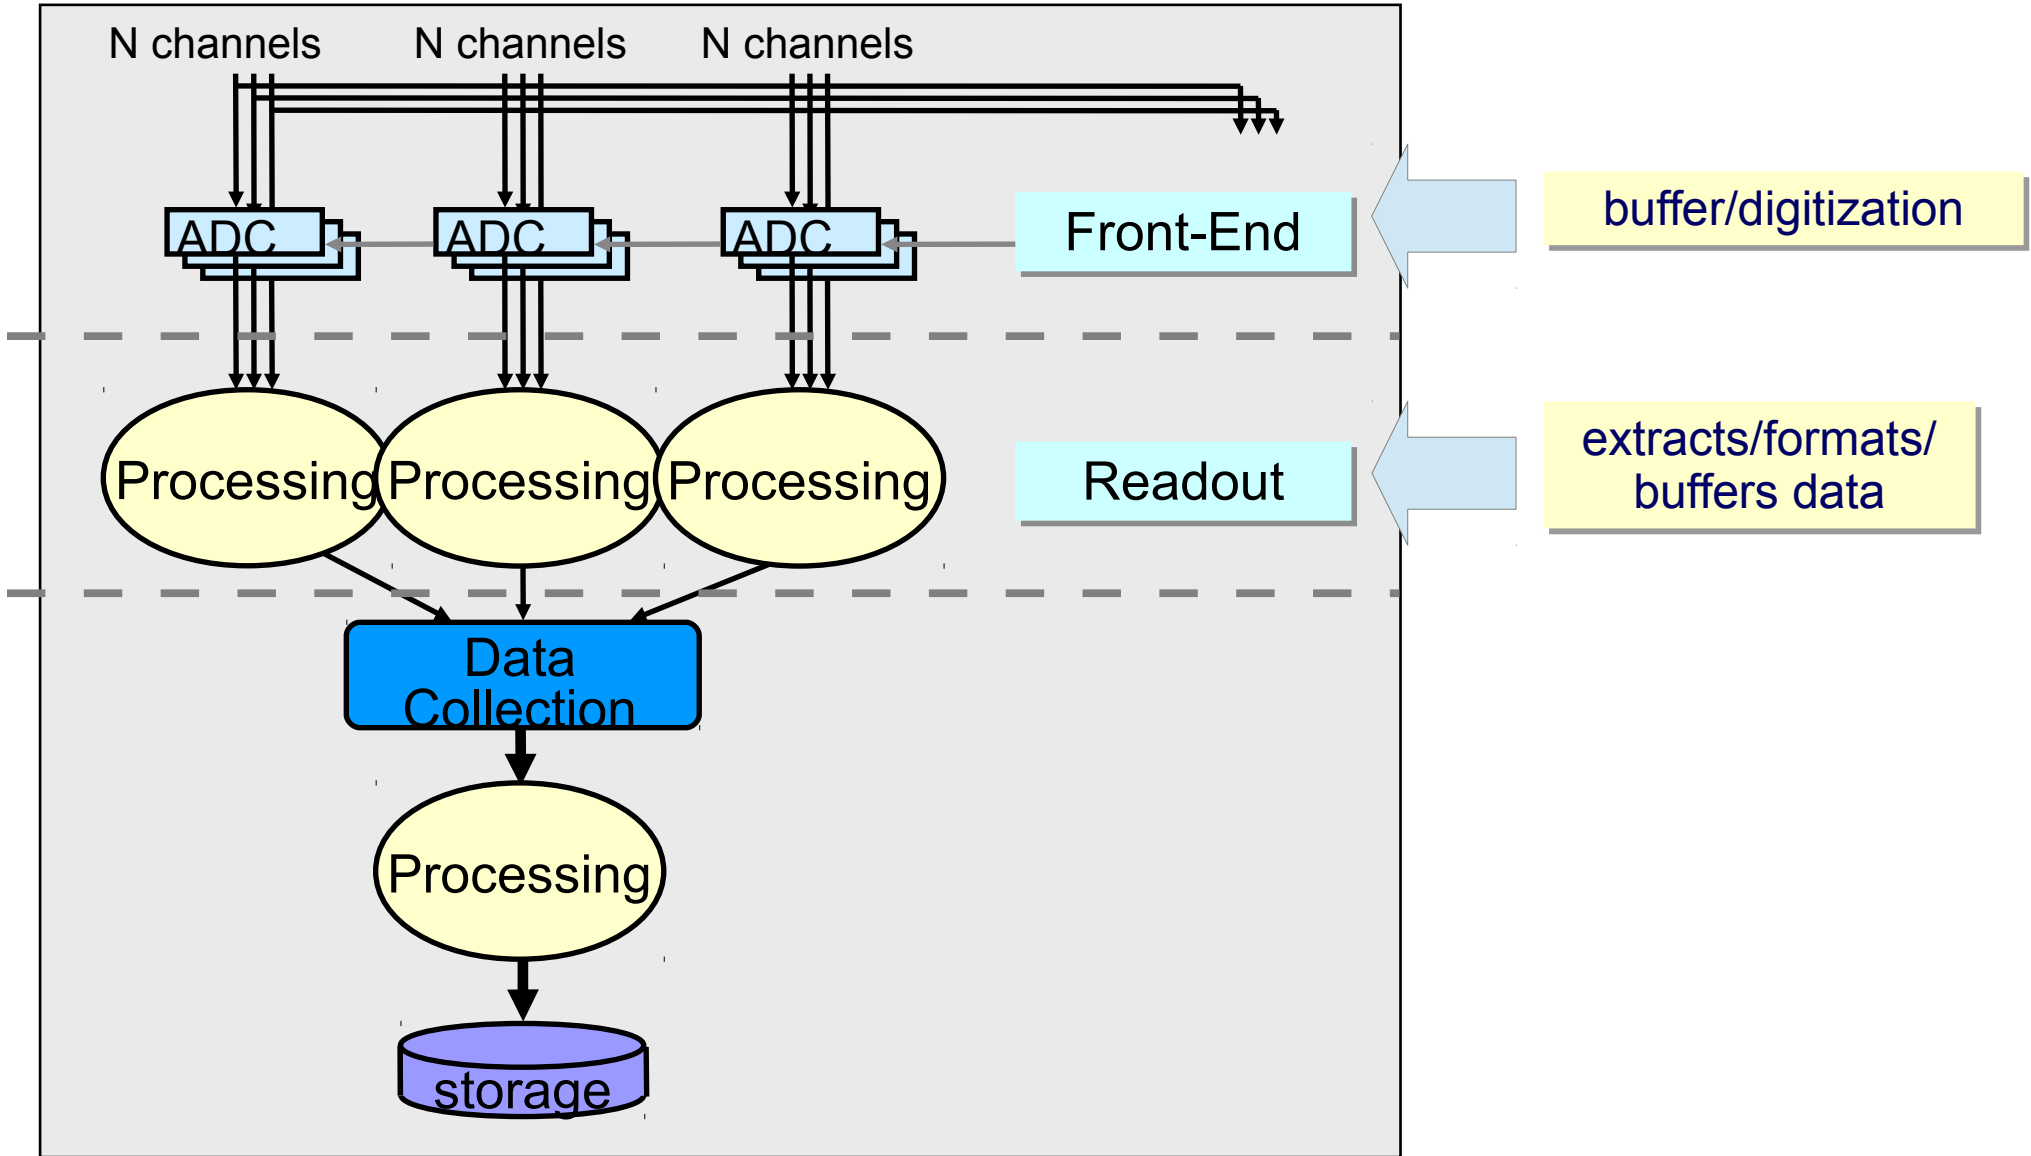 N channels
N channels
N channels
ADC
ADC
ADC
Front-End
buffer/digitization
Processing
Processing
Processing
Readout
extracts/formats/
buffers data
Data
Collection
Processing
storage